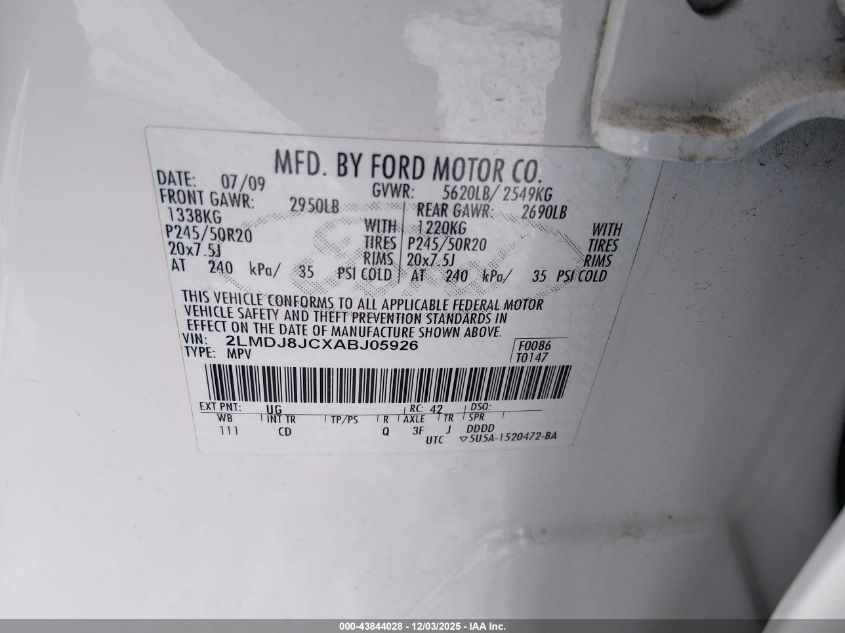 MFD. BY FORD MOTOR CO.
DATE: 07/09 GVWR: 5620LB/ 2549KG
FRONT GAWR: 2950LB REAR GAWR: 2690LB
1338KG WITH 1220KG WITH
P245/50R20 TIRES P245/50R20 TIRES
20x7.5J RIMS 20x7.5J RIMS
AT 240 kPa/ 35 PSI COLD AT 240 kPa/ 35 PSI COLD
THIS VEHICLE CONFORMS TO ALL APPLICABLE FEDERAL MOTOR
VEHICLE SAFETY AND THEFT PREVENTION STANDARDS IN
EFFECT ON THE DATE OF MANUFACTURE SHOWN ABOVE.
VIN: 2LMDJ8JCXABJ05926 F0086
TYPE: MPV T0147
EXT PNT: UG RC: 42 DSO:
WB INT TR TP/PS R AXLE TR SPR
111 CD Q 3F J DDDD
UTC ▽5U5A-1520472-BA
Ford
000-43844028 - 12/03/2025 - IAA Inc.